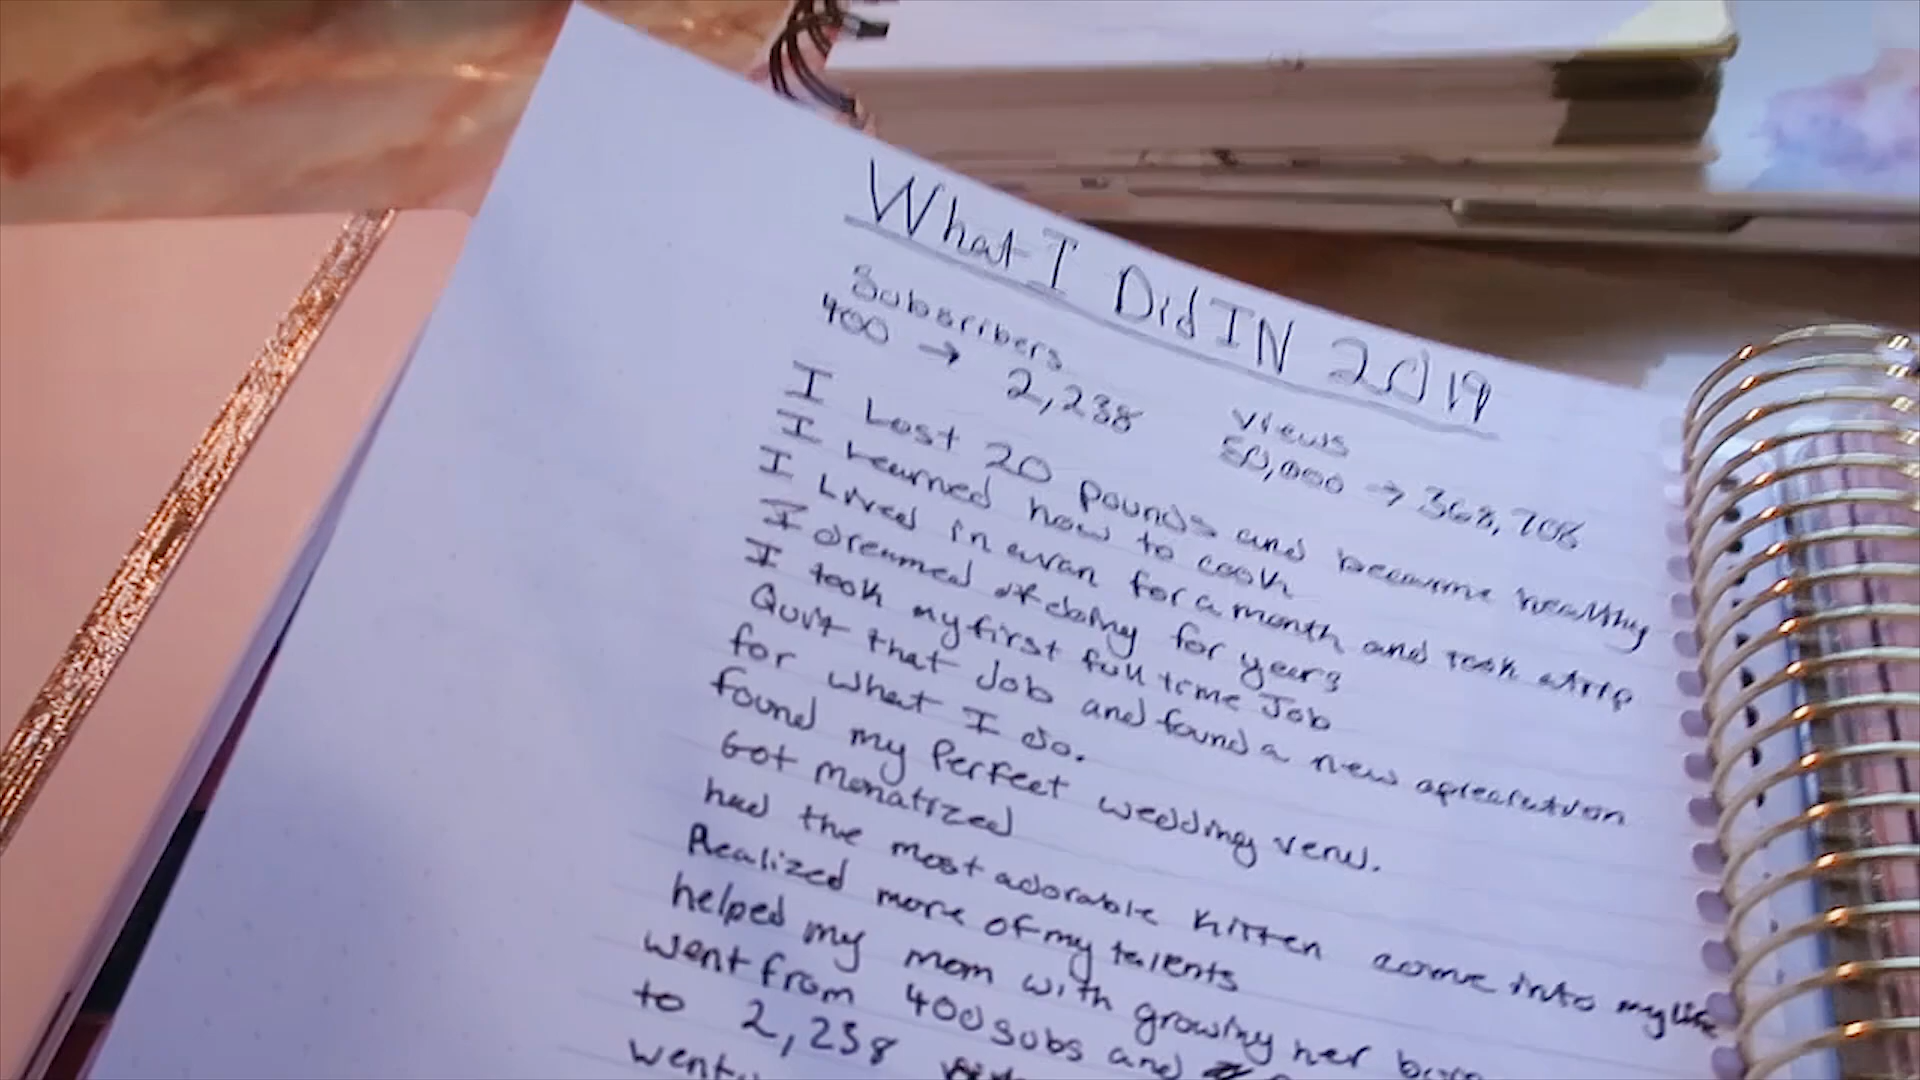 What I Did IN 2019
Subscribers
400 → 2,238
views
50,000 → 368,708
I Lost 20 pounds and became healthy
I Learned how to cook
I Lived in a van for a month and took a trip
I dreamed of doing for years
I took my first full time Job
Quit that Job and found a new apreciation
for what I do.
found my Perfect wedding venu.
Got monatized
had the most adorable kitten come into my life
Realized more of my talents
helped my mom with growing her
went from 400 subs and
to 2,238
went